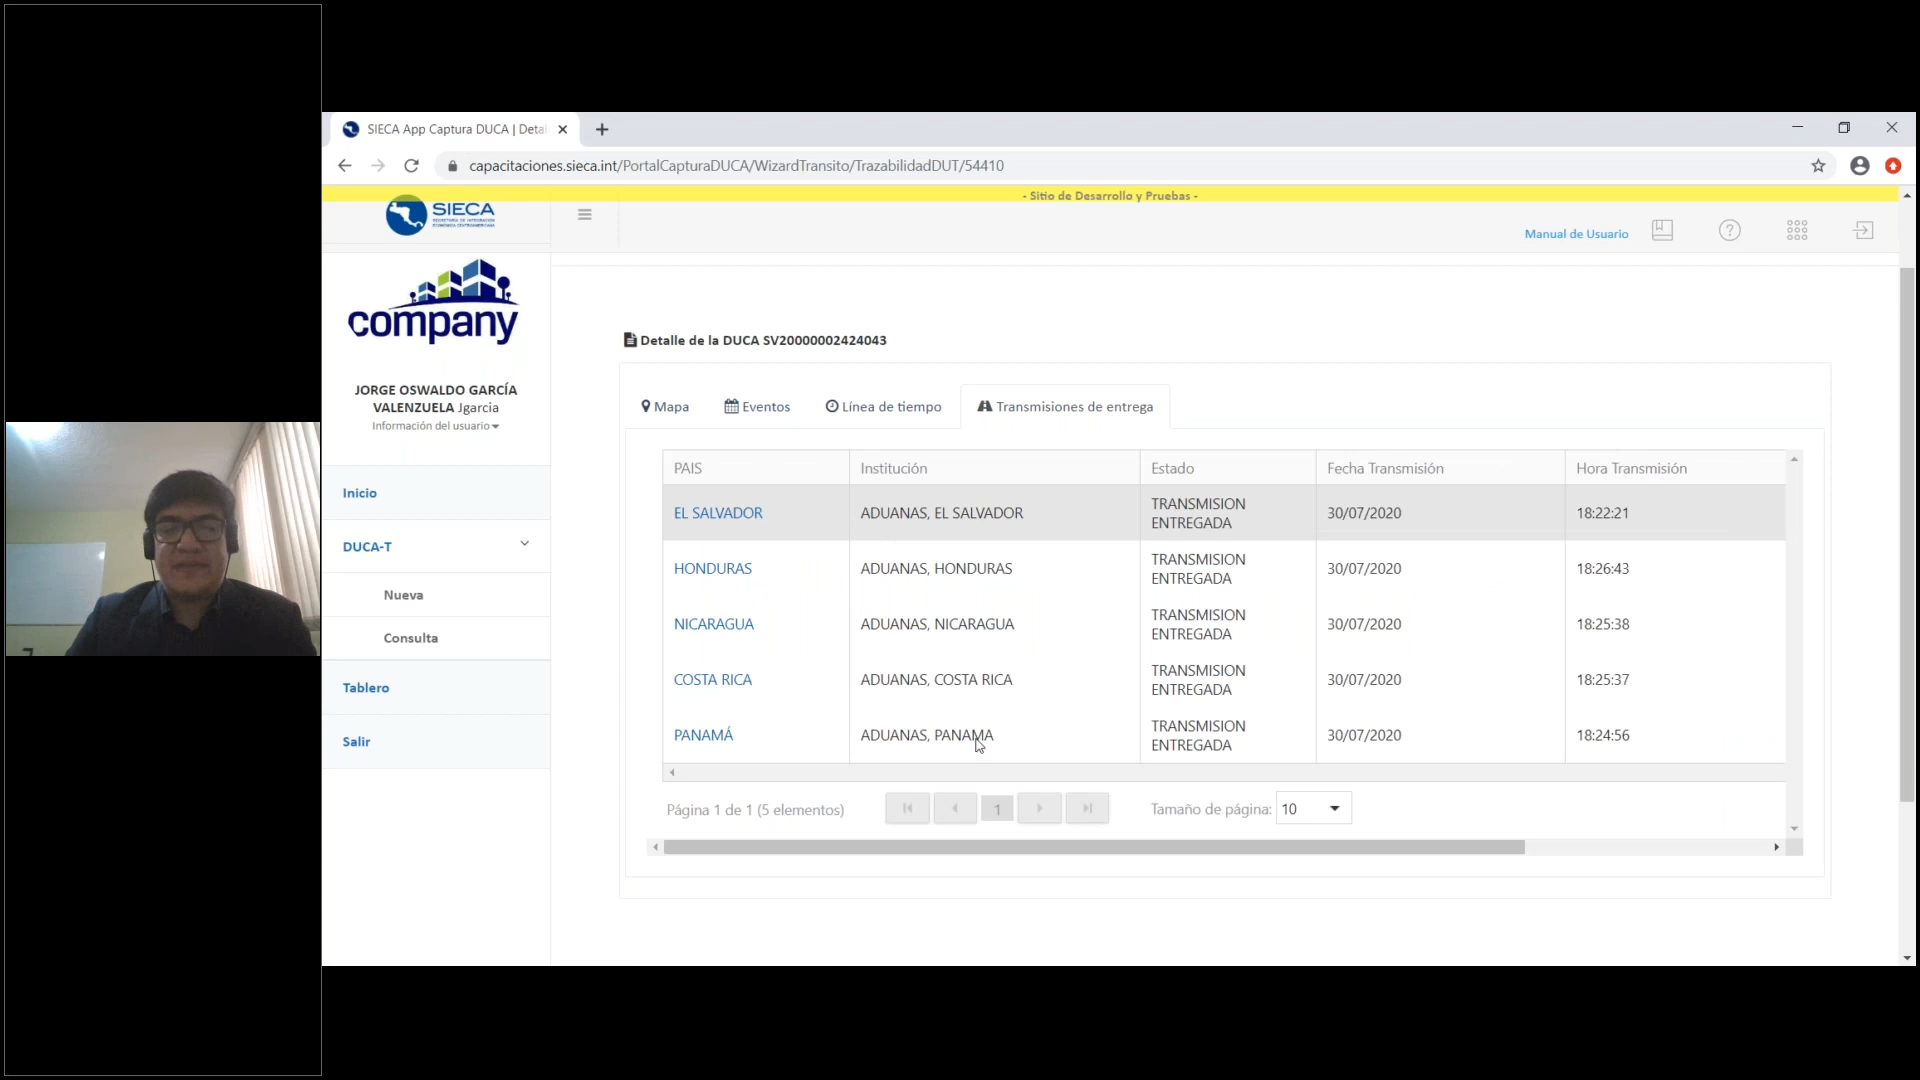 SIECA App Captura DUCA | Detal
capacitaciones.sieca.int/PortalCapturaDUCA/WizardTransito/TrazabilidadDUT/54410
- Sitio de Desarrollo y Pruebas -
SIECA
SECRETARÍA DE INTEGRACIÓN
ECONÓMICA CENTROAMERICANA
Manual de Usuario
company
JORGE OSWALDO GARCÍA
VALENZUELA Jgarcia
Información del usuario
Inicio
DUCA-T
Nueva
Consulta
Tablero
Salir
Detalle de la DUCA SV20000002424043
Mapa Eventos Línea de tiempo Transmisiones de entrega
PAIS Institución Estado Fecha Transmisión Hora Transmisión
EL SALVADOR ADUANAS, EL SALVADOR TRANSMISION ENTREGADA 30/07/2020 18:22:21
HONDURAS ADUANAS, HONDURAS TRANSMISION ENTREGADA 30/07/2020 18:26:43
NICARAGUA ADUANAS, NICARAGUA TRANSMISION ENTREGADA 30/07/2020 18:25:38
COSTA RICA ADUANAS, COSTA RICA TRANSMISION ENTREGADA 30/07/2020 18:25:37
PANAMÁ ADUANAS, PANAMA TRANSMISION ENTREGADA 30/07/2020 18:24:56
Página 1 de 1 (5 elementos) 1 Tamaño de página: 10